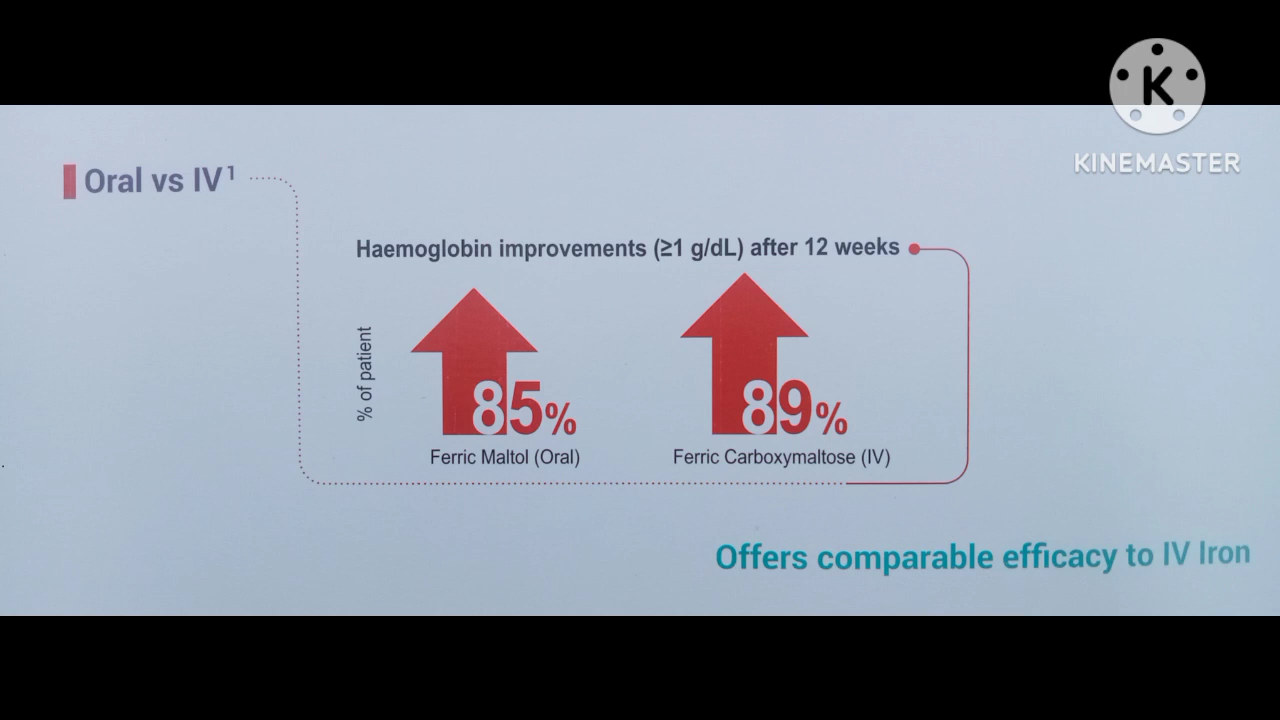 K
KINEMASTER
Oral vs IV¹
Haemoglobin improvements (≥1 g/dL) after 12 weeks
% of patient
85%
89%
Ferric Maltol (Oral)
Ferric Carboxymaltose (IV)
Offers comparable efficacy to IV Iron